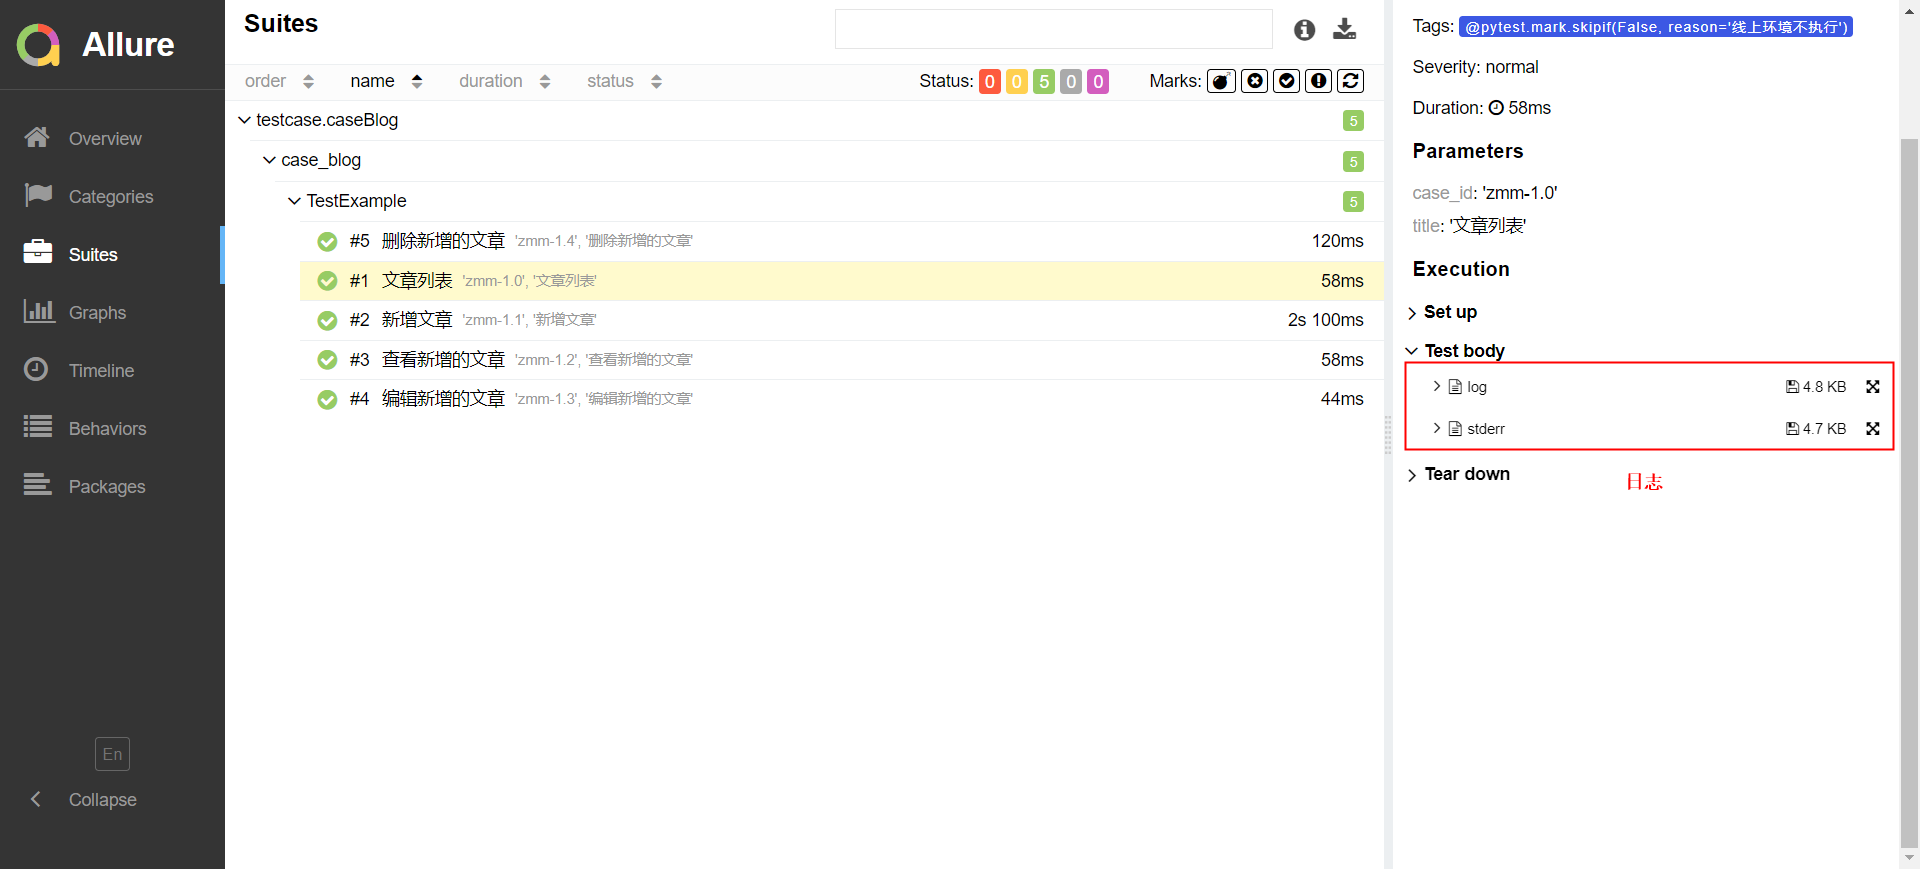 Allure
Overview
Categories
Suites
Graphs
Timeline
Behaviors
Packages
En
Collapse
Suites
order name duration status Status: 0 0 5 0 0 Marks:
testcase.caseBlog 5
case_blog 5
TestExample 5
#5 删除新增的文章 'zmm-1.4', '删除新增的文章' 120ms
#1 文章列表 'zmm-1.0', '文章列表' 58ms
#2 新增文章 'zmm-1.1', '新增文章' 2s 100ms
#3 查看新增的文章 'zmm-1.2', '查看新增的文章' 58ms
#4 编辑新增的文章 'zmm-1.3', '编辑新增的文章' 44ms
Tags: @pytest.mark.skipif(False, reason='线上环境不执行')
Severity: normal
Duration: 58ms
Parameters
case_id: 'zmm-1.0'
title: '文章列表'
Execution
Set up
Test body
log 4.8 KB
stderr 4.7 KB
Tear down
日志